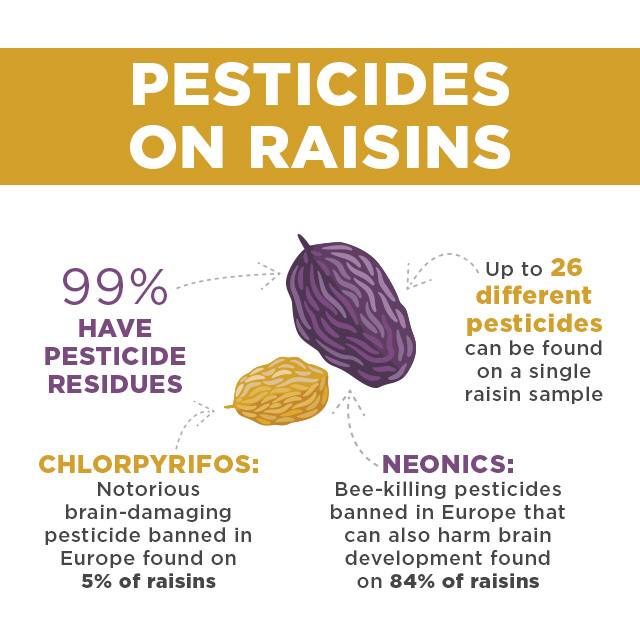 PESTICIDES
ON RAISINS
99%
HAVE
PESTICIDE
RESIDUES
Up to 26
different
pesticides
can be found
on a single
raisin sample
CHLORPYRIFOS:
Notorious
brain-damaging
pesticide banned in
Europe found on
5% of raisins
NEONICS:
Bee-killing pesticides
banned in Europe that
can also harm brain
development found
on 84% of raisins